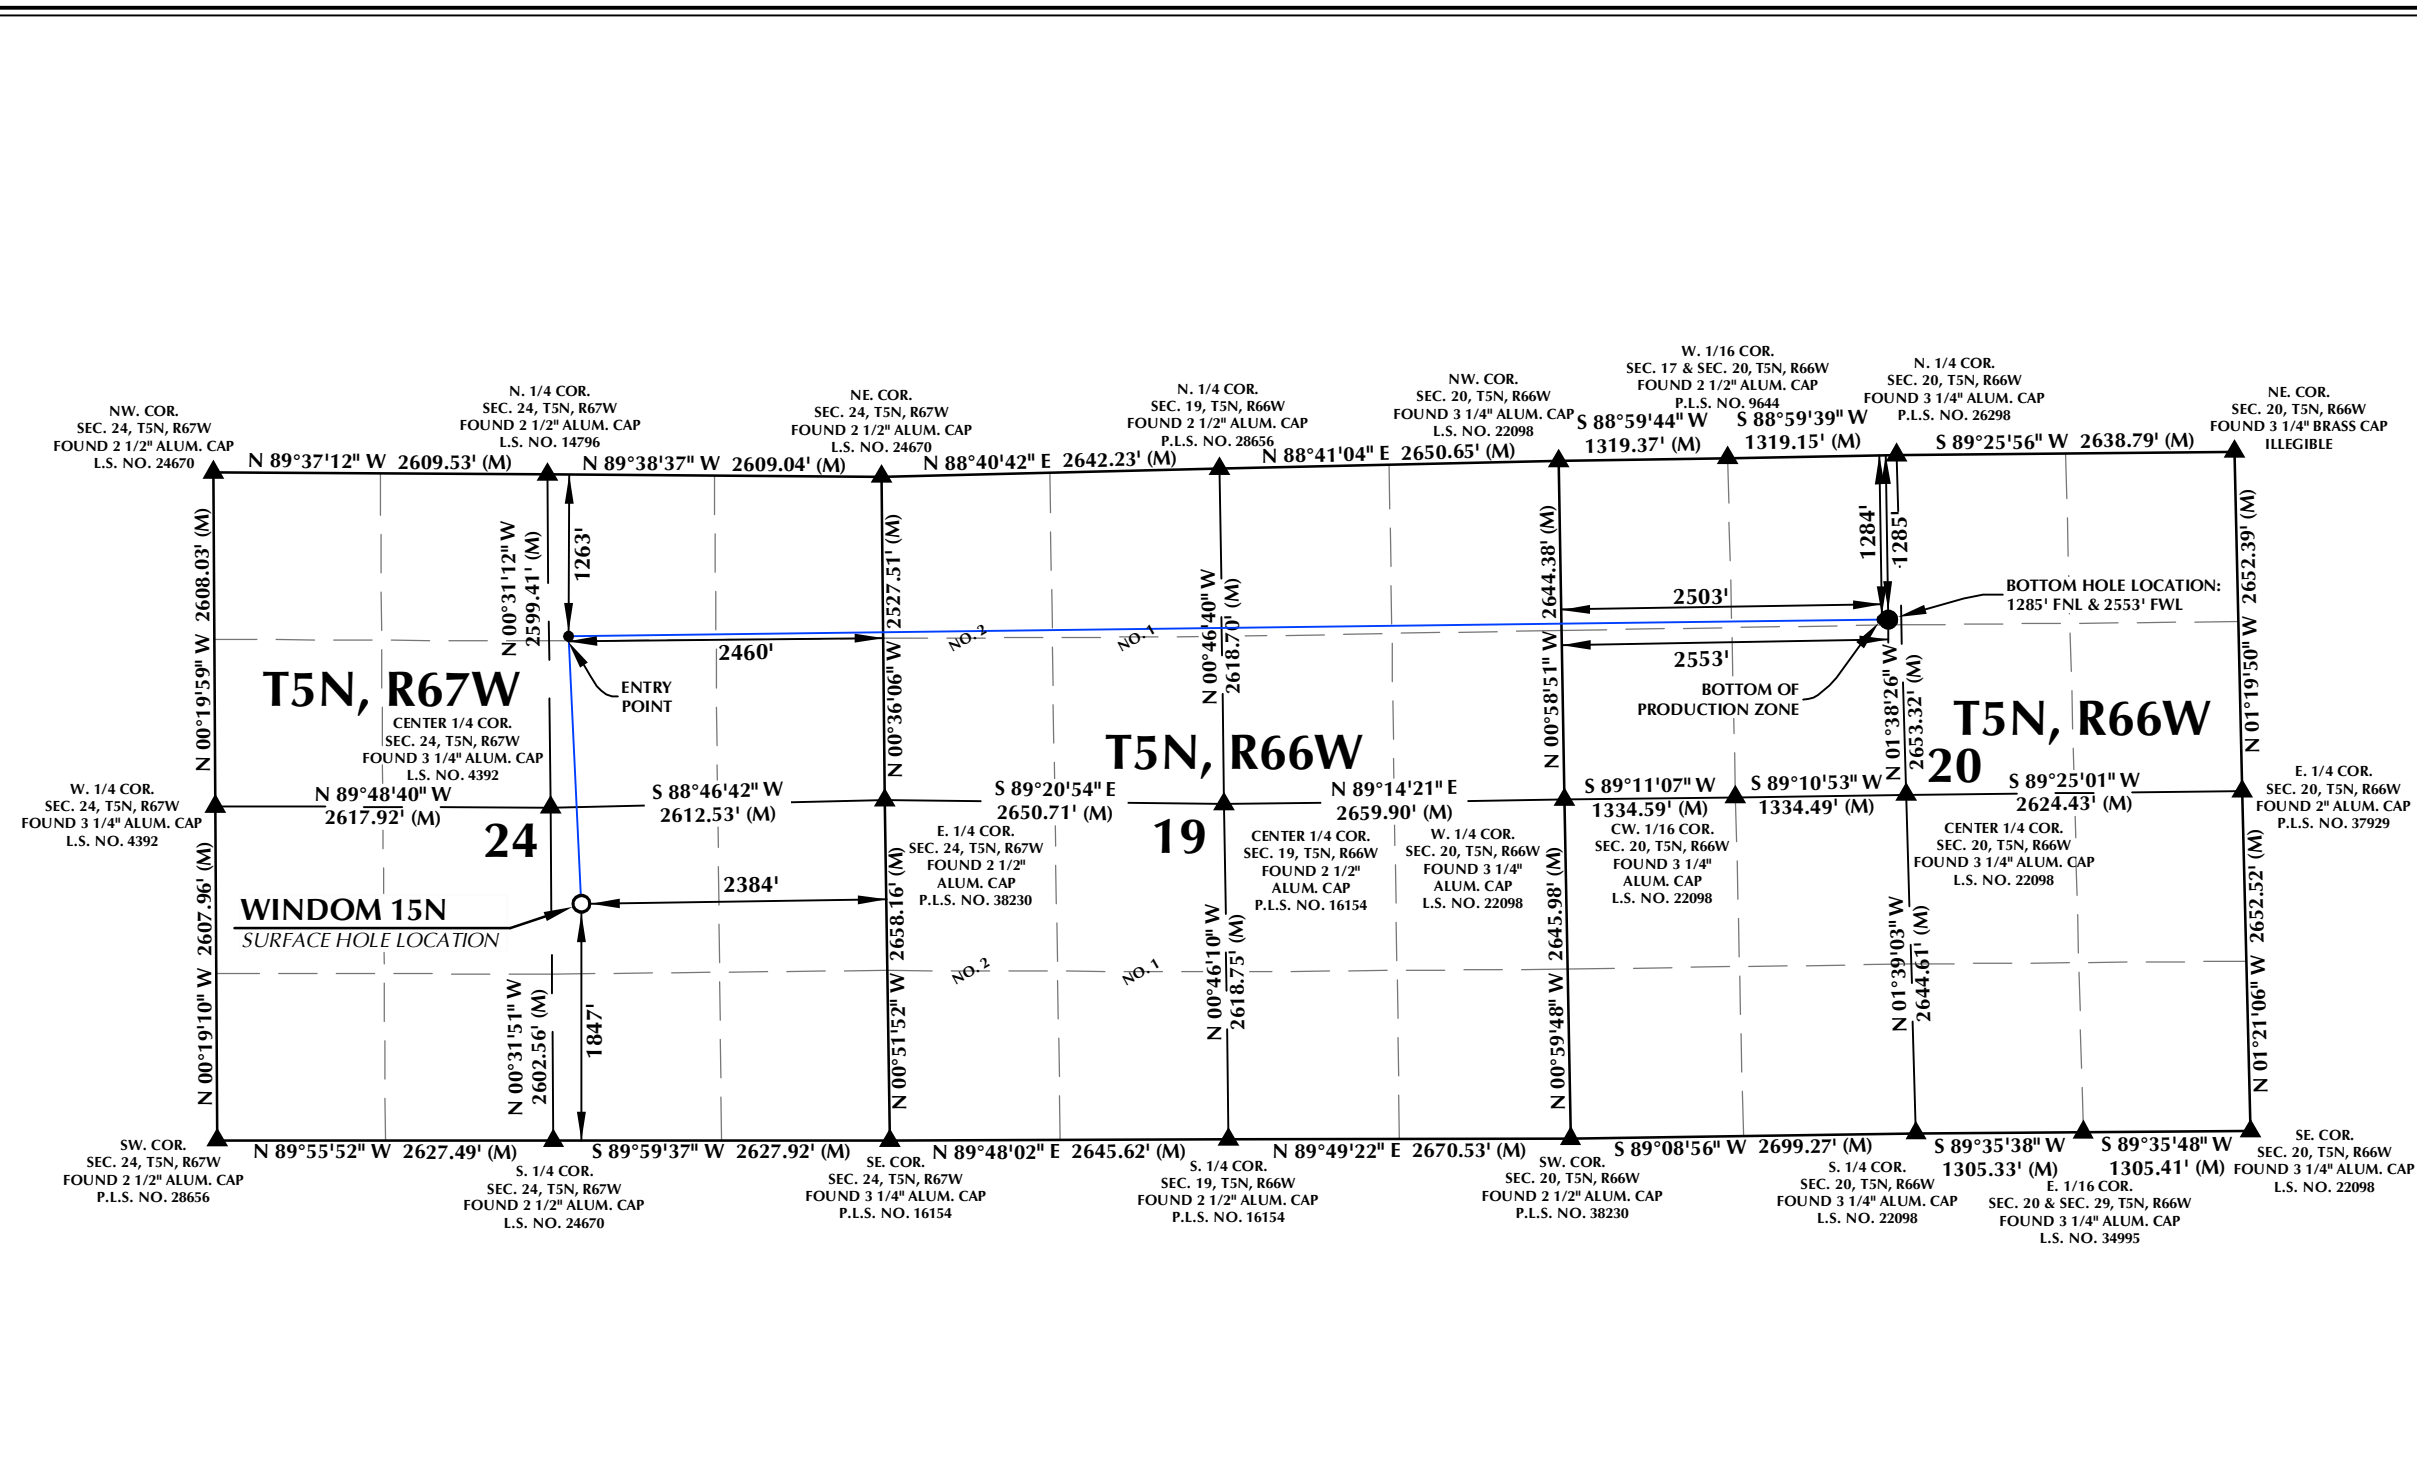 NW. COR.
SEC. 24, T5N, R67W
FOUND 2 1/2" ALUM. CAP
L.S. NO. 24670
N. 1/4 COR.
SEC. 24, T5N, R67W
FOUND 2 1/2" ALUM. CAP
L.S. NO. 14796
NE. COR.
SEC. 24, T5N, R67W
FOUND 2 1/2" ALUM. CAP
L.S. NO. 24670
N. 1/4 COR.
SEC. 19, T5N, R66W
FOUND 2 1/2" ALUM. CAP
P.L.S. NO. 28656
NW. COR.
SEC. 20, T5N, R66W
FOUND 3 1/4" ALUM. CAP
L.S. NO. 22098
W. 1/16 COR.
SEC. 17 & SEC. 20, T5N, R66W
FOUND 2 1/2" ALUM. CAP
P.L.S. NO. 9644
N. 1/4 COR.
SEC. 20, T5N, R66W
FOUND 3 1/4" ALUM. CAP
P.L.S. NO. 26298
NE. COR.
SEC. 20, T5N, R66W
FOUND 3 1/4" BRASS CAP
ILLEGIBLE
N 89°37'12" W 2609.53' (M)
N 89°38'37" W 2609.04' (M)
N 88°40'42" E 2642.23' (M)
N 88°41'04" E 2650.65' (M)
S 88°59'44" W
1319.37' (M)
S 88°59'39" W
1319.15' (M)
S 89°25'56" W 2638.79' (M)
N 00°19'59" W 2608.03' (M)
N 00°31'12" W
2599.41' (M)
1263'
N 00°36'06" W 2527.51' (M)
N 00°46'40" W
2618.70' (M)
N 00°58'51" W 2644.38' (M)
1284'
1285'
N 01°38'26" W
2653.32' (M)
N 01°19'50" W 2652.39' (M)
2460'
NO. 2
NO. 1
2503'
2553'
BOTTOM HOLE LOCATION:
1285' FNL & 2553' FWL
ENTRY
POINT
BOTTOM OF
PRODUCTION ZONE
T5N, R67W
T5N, R66W
T5N, R66W
20
CENTER 1/4 COR.
SEC. 24, T5N, R67W
FOUND 3 1/4" ALUM. CAP
L.S. NO. 4392
W. 1/4 COR.
SEC. 24, T5N, R67W
FOUND 3 1/4" ALUM. CAP
L.S. NO. 4392
N 89°48'40" W
2617.92' (M)
24
S 88°46'42" W
2612.53' (M)
S 89°20'54" E
2650.71' (M)
19
N 89°14'21" E
2659.90' (M)
S 89°11'07" W
1334.59' (M)
S 89°10'53" W
1334.49' (M)
S 89°25'01" W
2624.43' (M)
E. 1/4 COR.
SEC. 20, T5N, R66W
FOUND 2" ALUM. CAP
P.L.S. NO. 37929
E. 1/4 COR.
SEC. 24, T5N, R67W
FOUND 2 1/2"
ALUM. CAP
P.L.S. NO. 38230
CENTER 1/4 COR.
SEC. 19, T5N, R66W
FOUND 2 1/2"
ALUM. CAP
P.L.S. NO. 16154
W. 1/4 COR.
SEC. 20, T5N, R66W
FOUND 3 1/4"
ALUM. CAP
L.S. NO. 22098
CW. 1/16 COR.
SEC. 20, T5N, R66W
FOUND 3 1/4"
ALUM. CAP
L.S. NO. 22098
CENTER 1/4 COR.
SEC. 20, T5N, R66W
FOUND 3 1/4" ALUM. CAP
L.S. NO. 22098
WINDOM 15N
SURFACE HOLE LOCATION
2384'
1847'
N 00°19'10" W 2607.96' (M)
N 00°31'51" W
2602.56' (M)
N 00°51'52" W 2658.16' (M)
NO. 2
NO. 1
N 00°46'10" W
2618.75' (M)
N 00°59'48" W 2645.98' (M)
N 01°39'03" W
2644.61' (M)
N 01°21'06" W 2652.52' (M)
N 89°55'52" W 2627.49' (M)
S 89°59'37" W 2627.92' (M)
N 89°48'02" E 2645.62' (M)
N 89°49'22" E 2670.53' (M)
S 89°08'56" W 2699.27' (M)
S 89°35'38" W
1305.33' (M)
S 89°35'48" W
1305.41' (M)
SW. COR.
SEC. 24, T5N, R67W
FOUND 2 1/2" ALUM. CAP
P.L.S. NO. 28656
S. 1/4 COR.
SEC. 24, T5N, R67W
FOUND 2 1/2" ALUM. CAP
L.S. NO. 24670
SE. COR.
SEC. 24, T5N, R67W
FOUND 3 1/4" ALUM. CAP
P.L.S. NO. 16154
S. 1/4 COR.
SEC. 19, T5N, R66W
FOUND 2 1/2" ALUM. CAP
P.L.S. NO. 16154
SW. COR.
SEC. 20, T5N, R66W
FOUND 2 1/2" ALUM. CAP
P.L.S. NO. 38230
S. 1/4 COR.
SEC. 20, T5N, R66W
FOUND 3 1/4" ALUM. CAP
L.S. NO. 22098
E. 1/16 COR.
SEC. 20 & SEC. 29, T5N, R66W
FOUND 3 1/4" ALUM. CAP
L.S. NO. 34995
SE. COR.
SEC. 20, T5N, R66W
FOUND 3 1/4" ALUM. CAP
L.S. NO. 22098